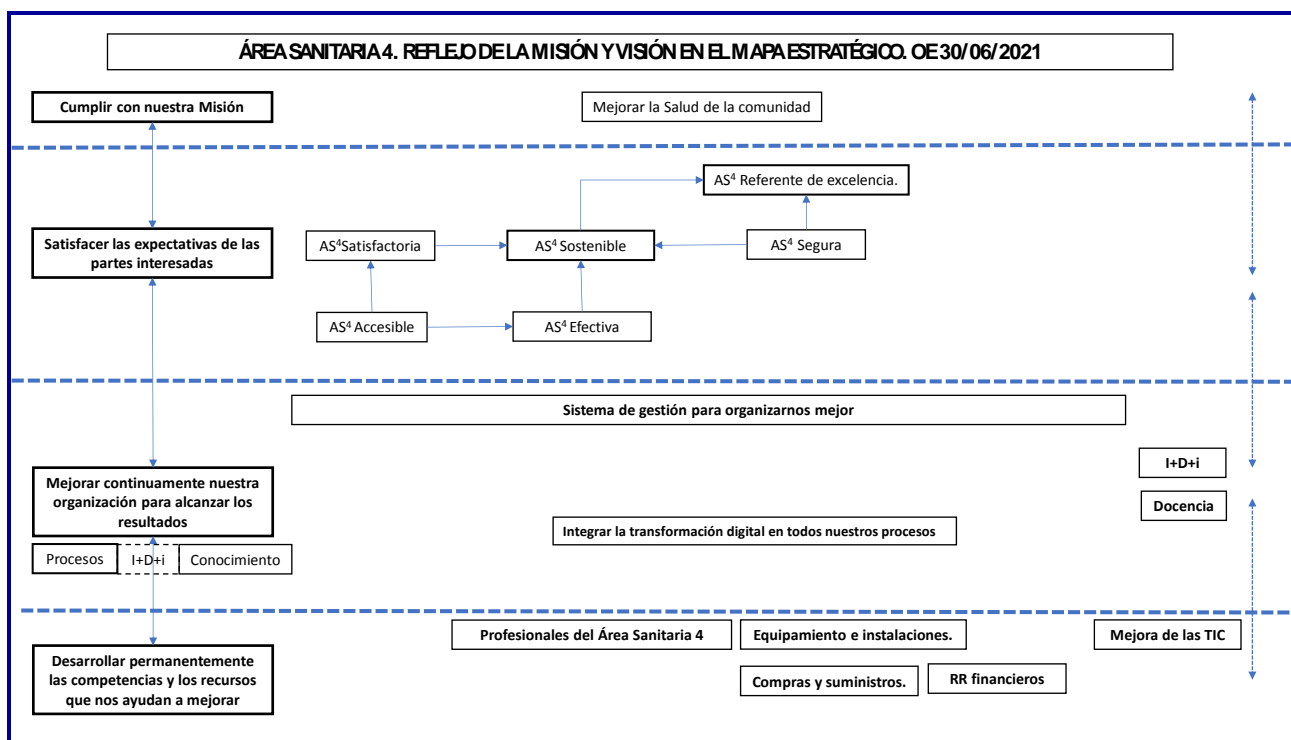 ÁREA SANITARIA 4. REFLEJO DE LA MISIÓN Y VISIÓN EN EL MAPA ESTRATÉGICO. OE 30/06/2021
Cumplir con nuestra Misión
Mejorar la Salud de la comunidad
AS⁴ Referente de excelencia.
Satisfacer las expectativas de las
partes interesadas
AS⁴Satisfactoria
AS⁴ Sostenible
AS⁴ Segura
AS⁴ Accesible
AS⁴ Efectiva
Sistema de gestión para organizarnos mejor
I+D+i
Mejorar continuamente nuestra
organización para alcanzar los
resultados
Docencia
Integrar la transformación digital en todos nuestros procesos
Procesos
I+D+i
Conocimiento
Profesionales del Área Sanitaria 4
Equipamiento e instalaciones.
Mejora de las TIC
Desarrollar permanentemente
las competencias y los recursos
que nos ayudan a mejorar
Compras y suministros.
RR financieros